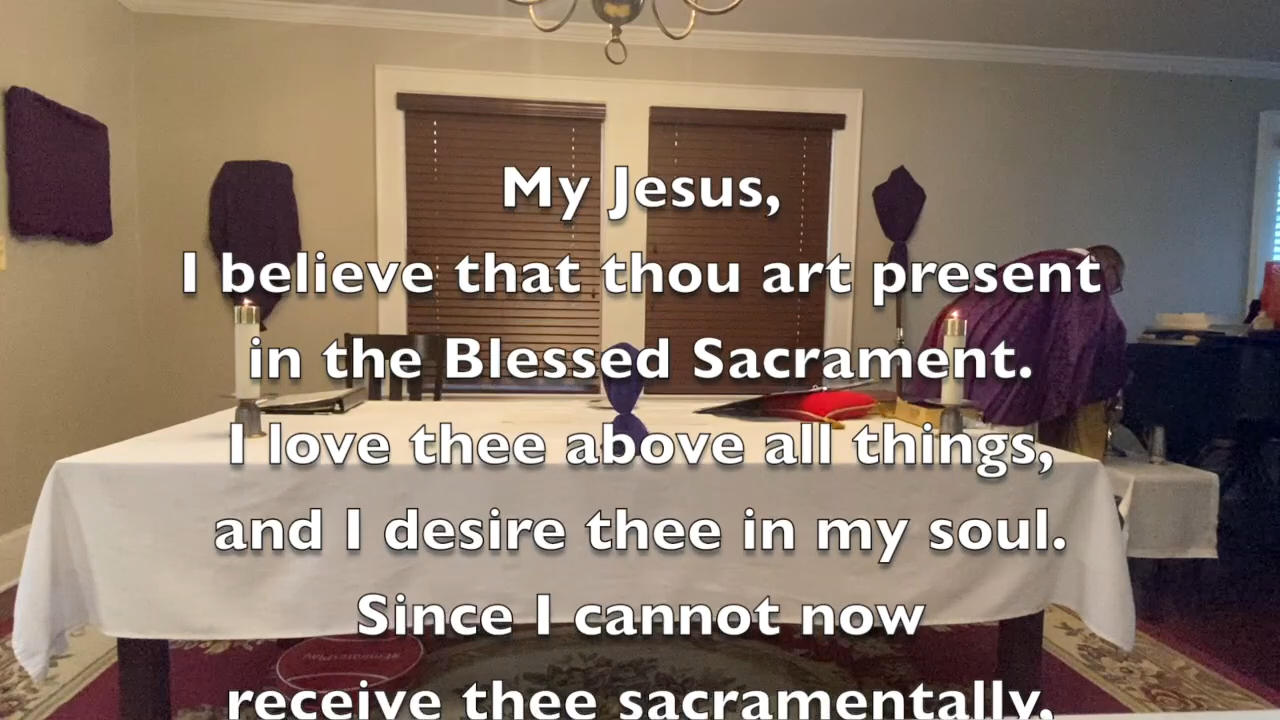 My Jesus,
I believe that thou art present
in the Blessed Sacrament.
I love thee above all things,
and I desire thee in my soul.
Since I cannot now
receive thee sacramentally,